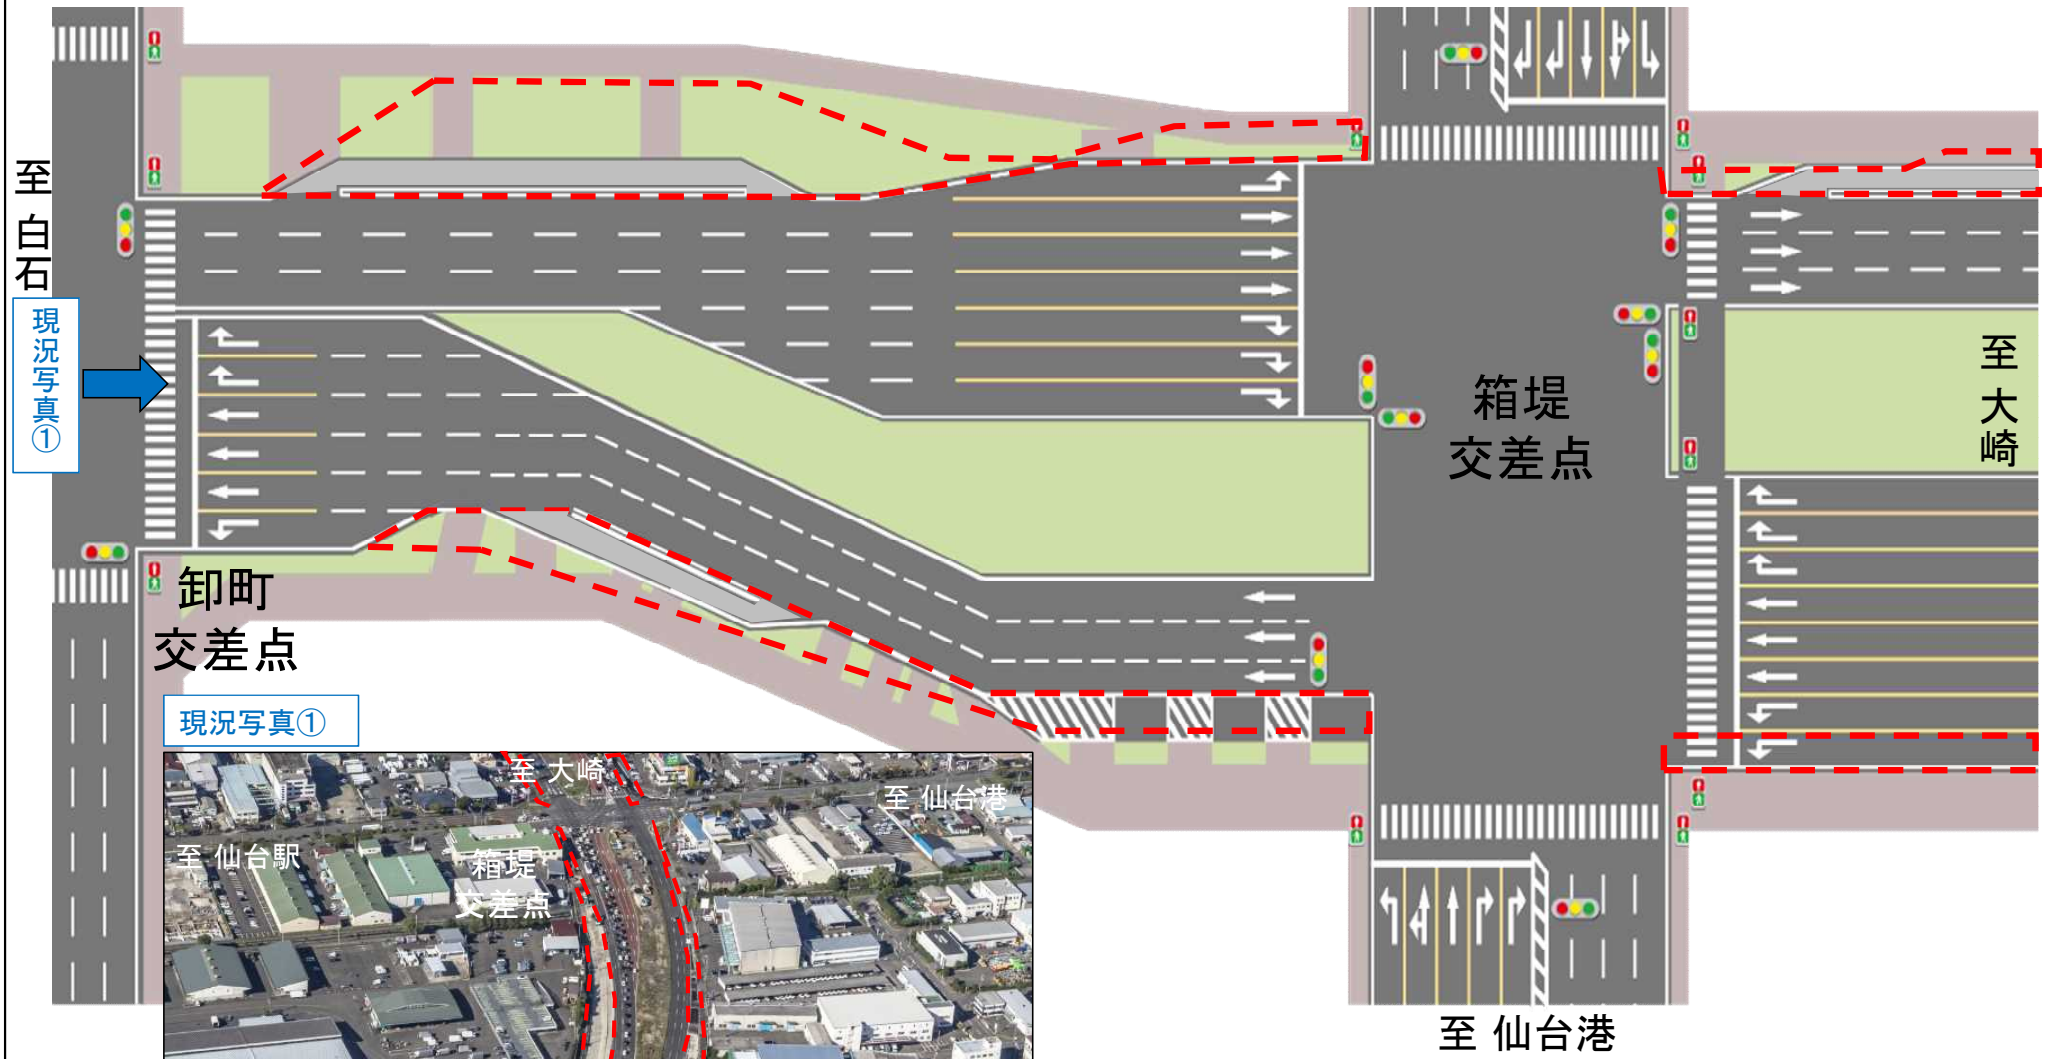 至 白石
現況写真①
箱堤
交差点
至 大崎
卸町
交差点
現況写真①
至 大崎
至 仙台港
至 仙台駅
箱堤
交差点
至 仙台港